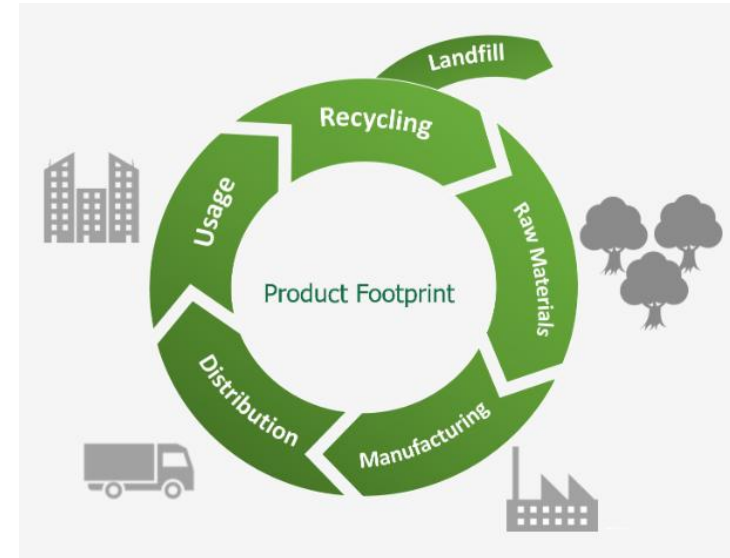 Landfill
Recycling
Usage
Raw Materials
Product Footprint
Distribution
Manufacturing